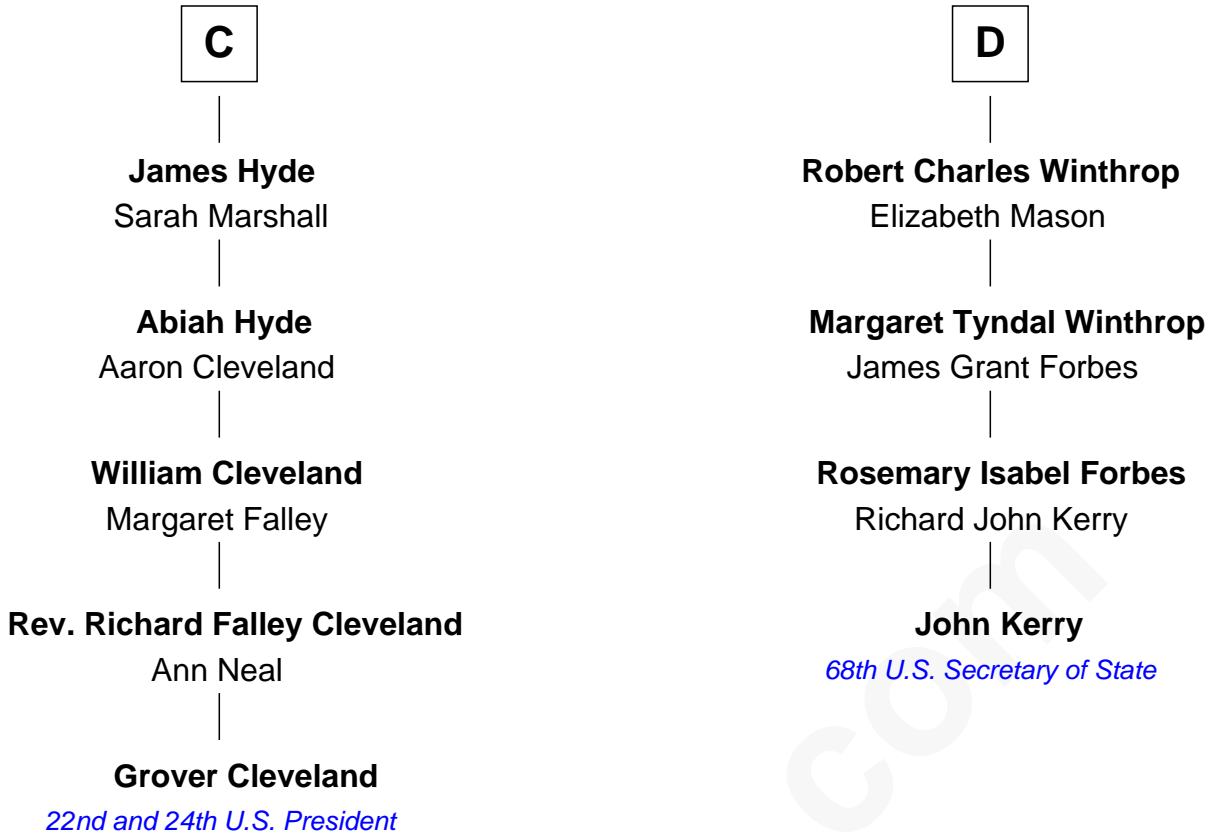 C
James Hyde
Sarah Marshall
Abiah Hyde
Aaron Cleveland
William Cleveland
Margaret Falley
Rev. Richard Falley Cleveland
Ann Neal
Grover Cleveland
22nd and 24th U.S. President
D
Robert Charles Winthrop
Elizabeth Mason
Margaret Tyndal Winthrop
James Grant Forbes
Rosemary Isabel Forbes
Richard John Kerry
John Kerry
68th U.S. Secretary of State
com